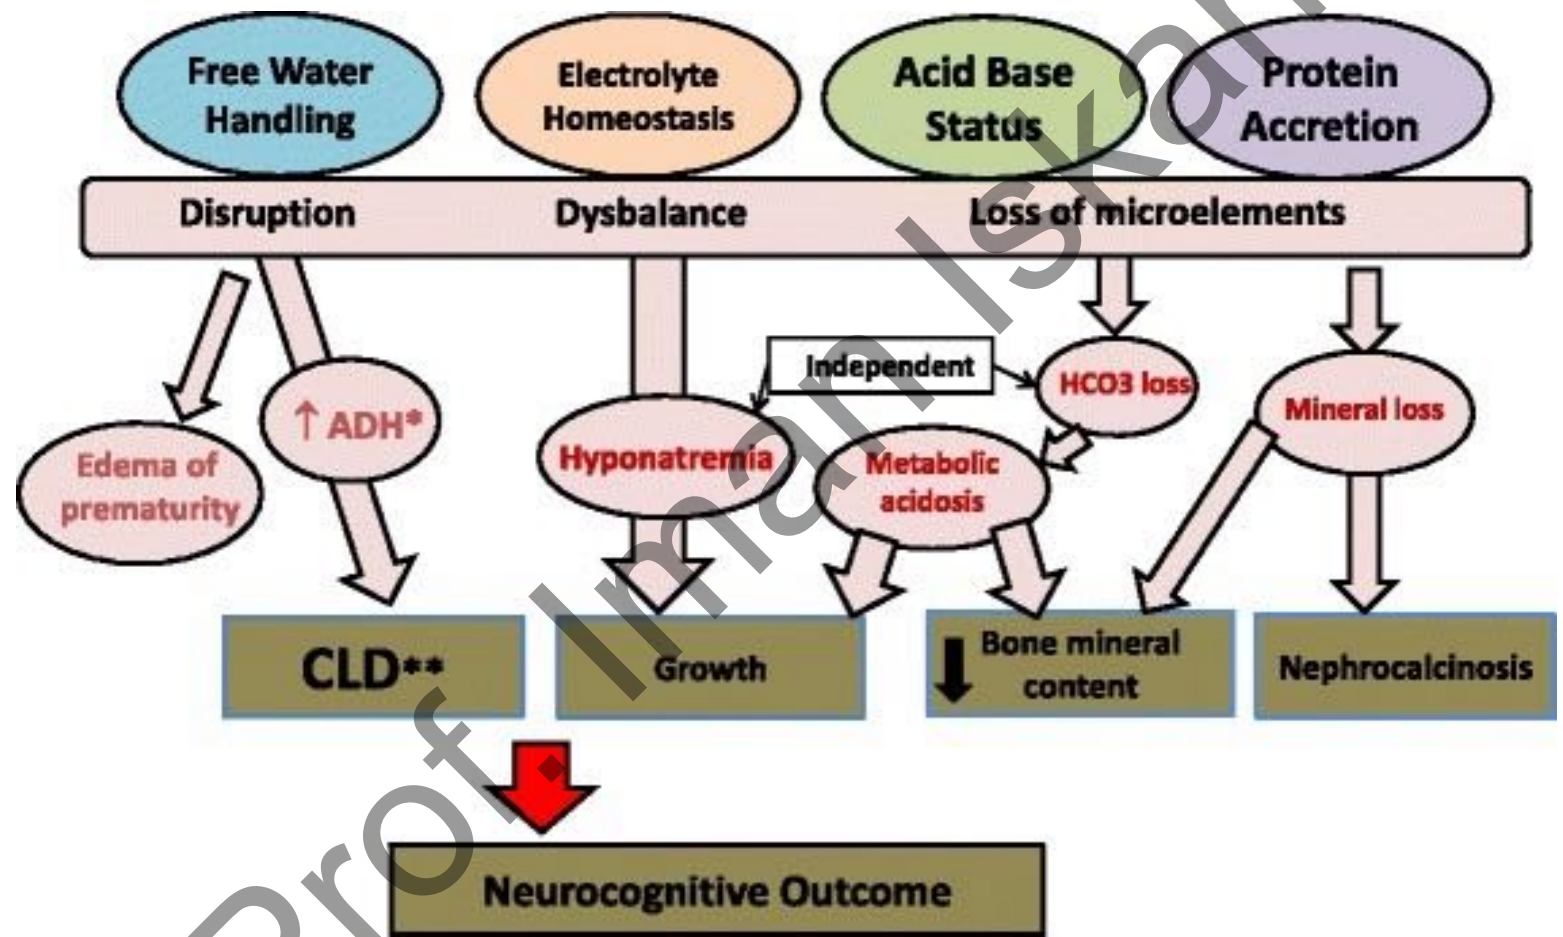 Free Water
Handling
Electrolyte
Homeostasis
Acid Base
Status
Protein
Accretion
Disruption
Dysbalance
Loss of microelements
Independent
HCO3 loss
Mineral loss
↑ ADH*
Edema of
prematurity
Hyponatremia
Metabolic
acidosis
CLD**
Growth
Bone mineral
content
Nephrocalcinosis
Neurocognitive Outcome
Prof. Iman Iskan